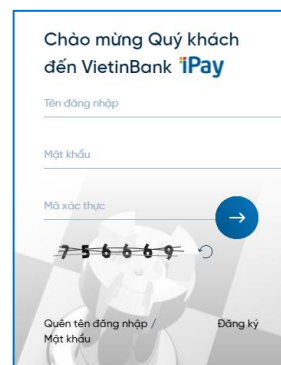 Chào mừng Quý khách
đến VietinBank iPay
Tên đăng nhập
Mật khẩu
Mã xác thực
756669
Quên tên đăng nhập / Đăng ký
Mật khẩu